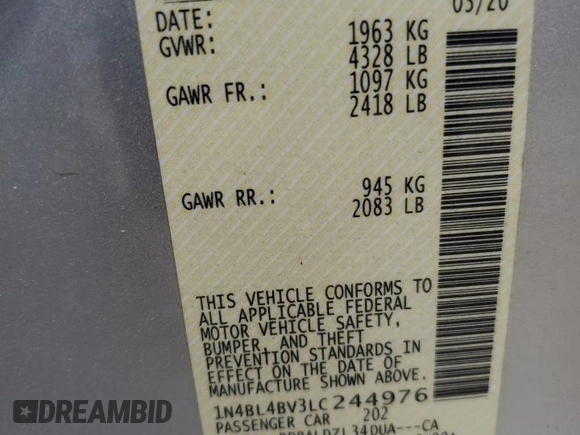 DATE: 03/20
GVWR: 1963 KG
4328 LB
GAWR FR.: 1097 KG
2418 LB
GAWR RR.: 945 KG
2083 LB
THIS VEHICLE CONFORMS TO
ALL APPLICABLE FEDERAL
MOTOR VEHICLE SAFETY,
BUMPER, AND THEFT
PREVENTION STANDARDS IN
EFFECT ON THE DATE OF
MANUFACTURE SHOWN ABOVE.
1N4BL4BV3LC244976
PASSENGER CAR 202
DREAMBID